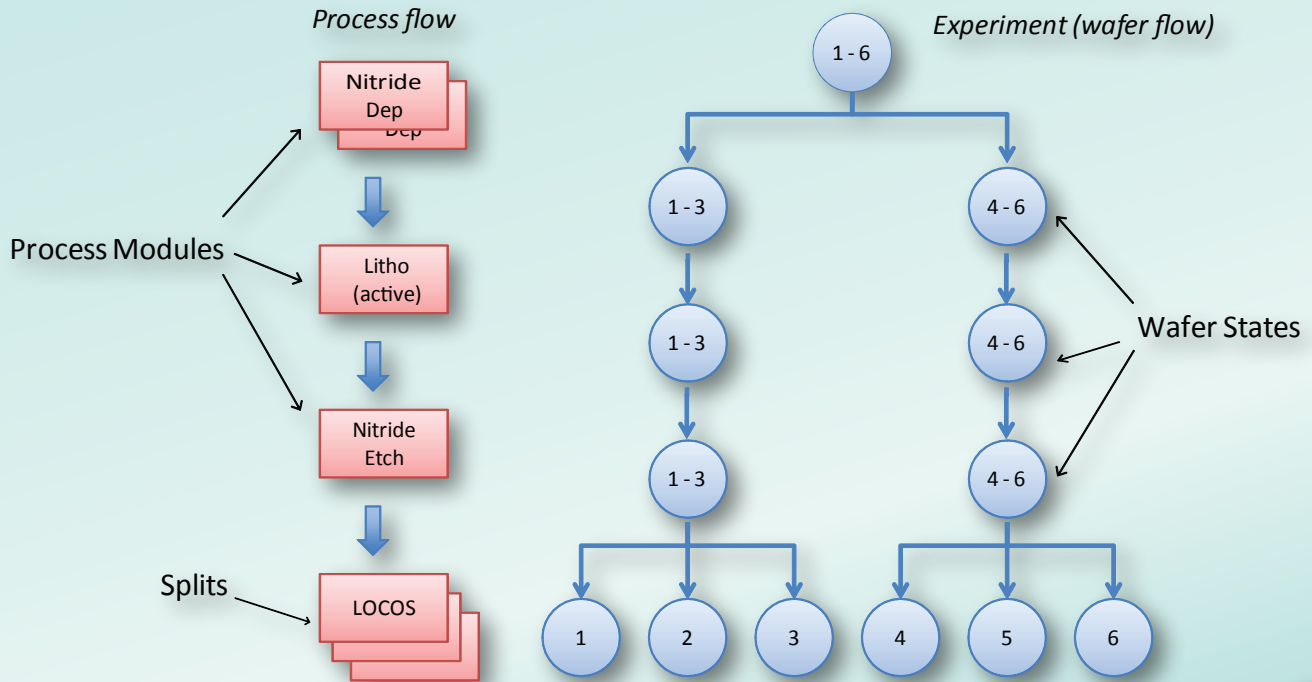 Process flow
Experiment (wafer flow)
1 - 6
Nitride
Dep
Dep
1 - 3
4 - 6
Process Modules
Litho
(active)
1 - 3
4 - 6
Wafer States
Nitride
Etch
1 - 3
4 - 6
Splits
LOCOS
1
2
3
4
5
6